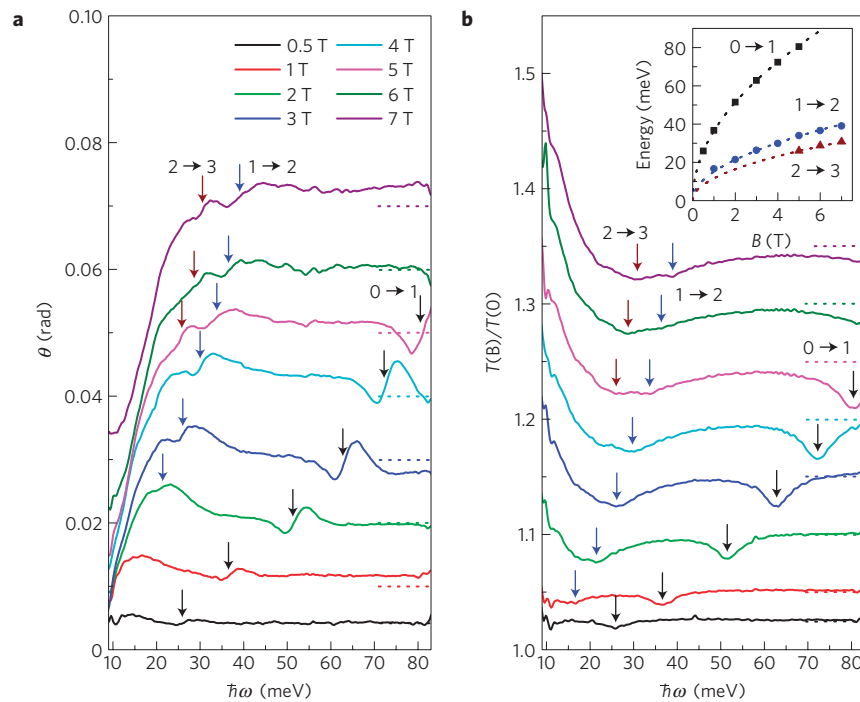 a
0.10
0.08
0.06
0.04
0.02
0
θ (rad)
0.5 T
1 T
2 T
3 T
4 T
5 T
6 T
7 T
2 → 3
1 → 2
0 → 1
10 20 30 40 50 60 70 80
ħω (meV)
b
1.5
1.4
1.3
1.2
1.1
1.0
T(B)/T(0)
80
60
40
20
0
Energy (meV)
0 → 1
1 → 2
2 → 3
0 2 4 6
B (T)
2 → 3
1 → 2
0 → 1
10 20 30 40 50 60 70 80
ħω (meV)